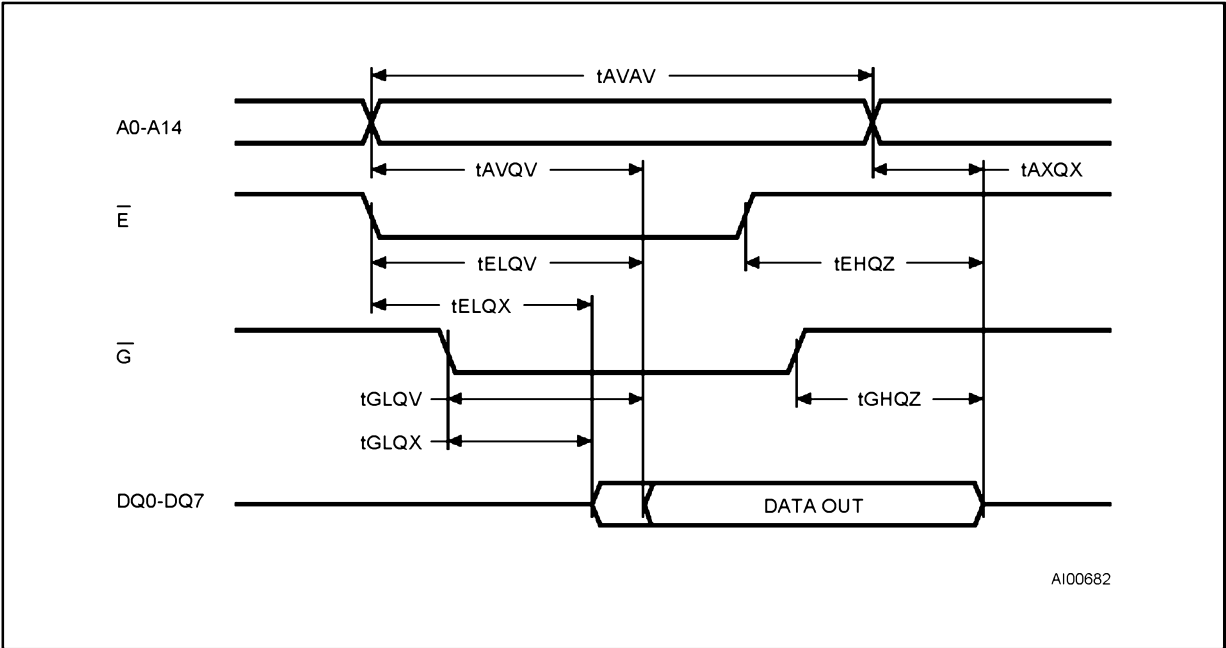 tAVAV
A0-A14
tAVQV
tAXQX
E̅
tELQV
tEHQZ
tELQX
G̅
tGLQV
tGHQZ
tGLQX
DQ0-DQ7
DATA OUT
AI00682